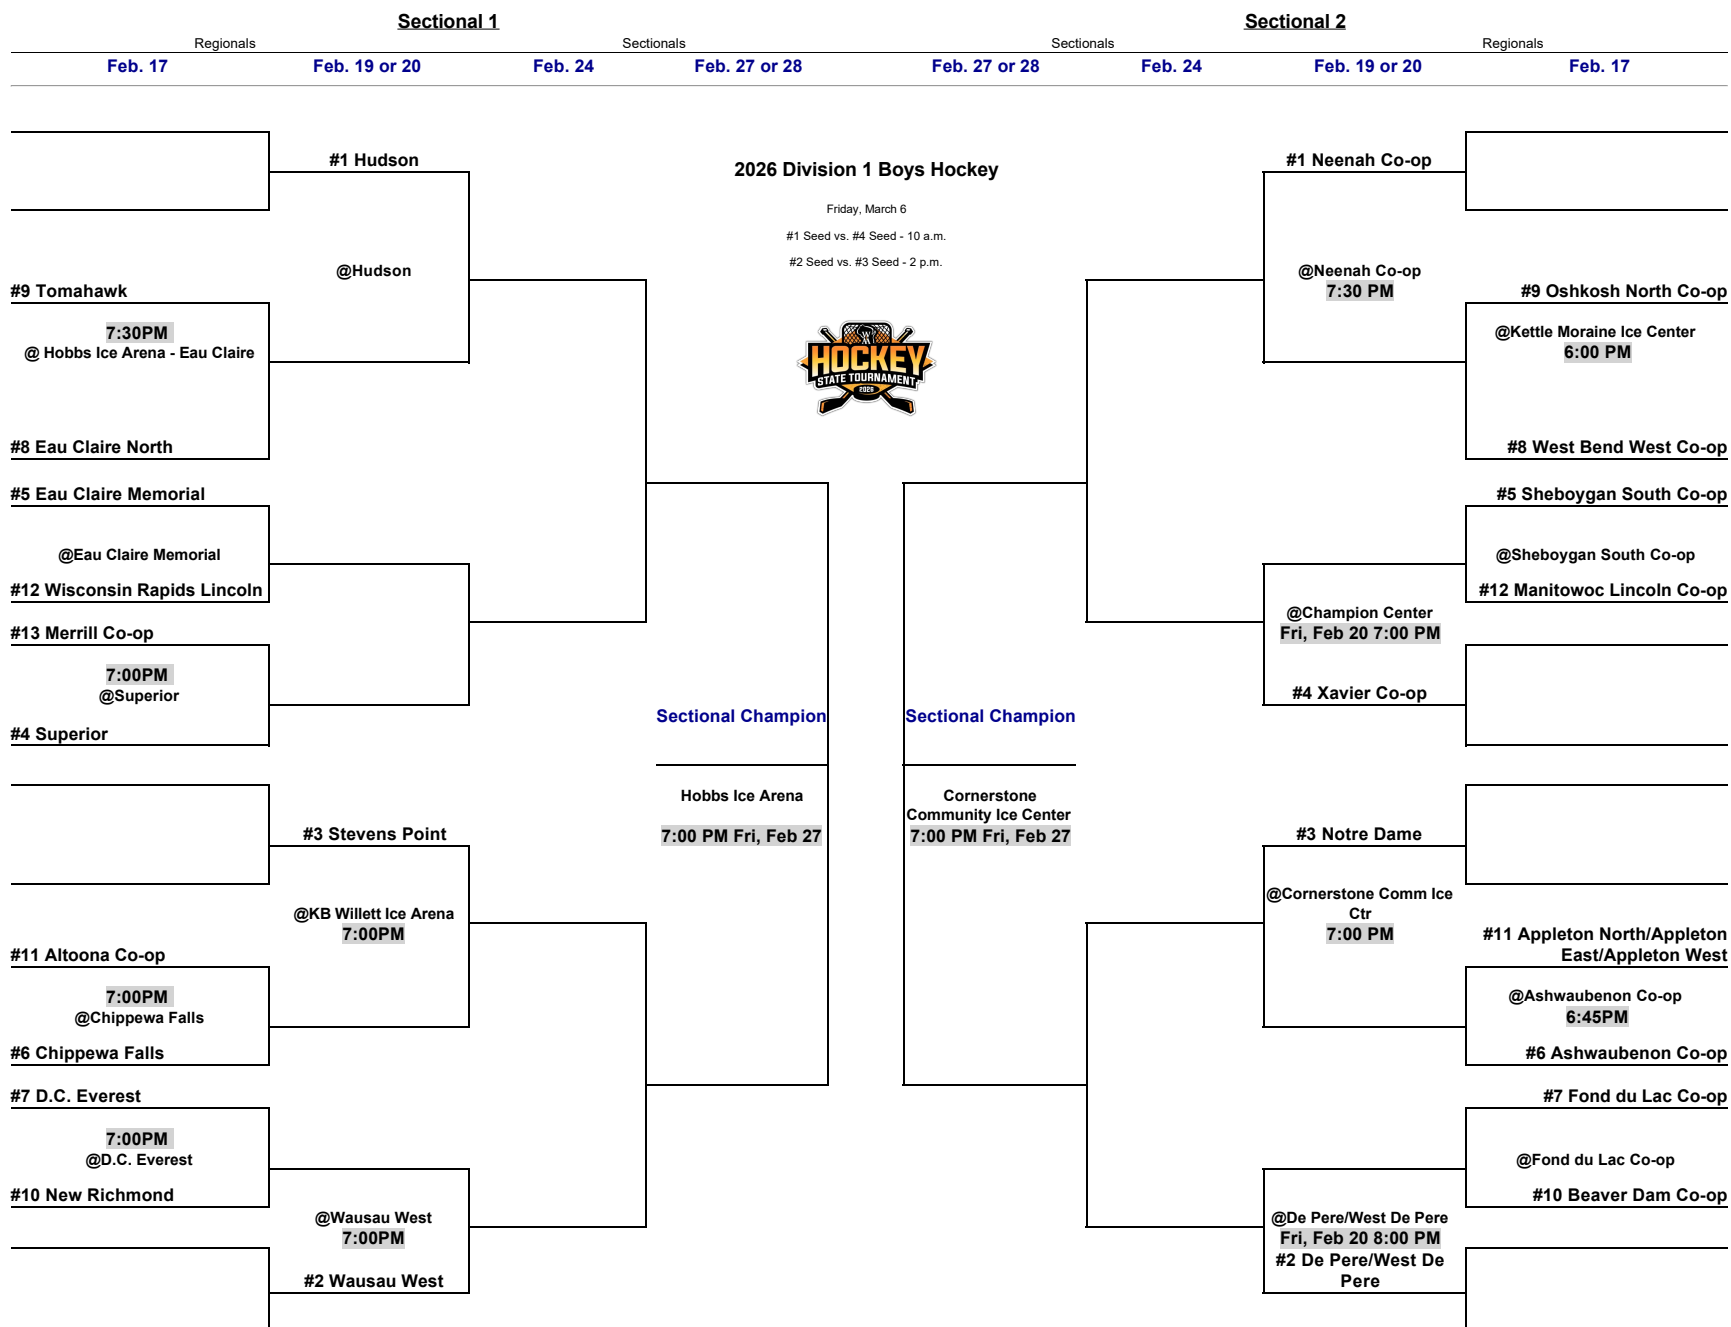 Sectional 1
Sectional 2
Regionals
Sectionals
Sectionals
Regionals
Feb. 17
Feb. 19 or 20
Feb. 24
Feb. 27 or 28
Feb. 27 or 28
Feb. 24
Feb. 19 or 20
Feb. 17
#1 Hudson
@Hudson
#9 Tomahawk
7:30PM
@ Hobbs Ice Arena - Eau Claire
#8 Eau Claire North
#5 Eau Claire Memorial
@Eau Claire Memorial
#12 Wisconsin Rapids Lincoln
#13 Merrill Co-op
7:00PM
@Superior
#4 Superior
#3 Stevens Point
@KB Willett Ice Arena
7:00PM
#11 Altoona Co-op
7:00PM
@Chippewa Falls
#6 Chippewa Falls
#7 D.C. Everest
7:00PM
@D.C. Everest
#10 New Richmond
@Wausau West
7:00PM
#2 Wausau West
2026 Division 1 Boys Hockey
Friday, March 6
#1 Seed vs. #4 Seed - 10 a.m.
#2 Seed vs. #3 Seed - 2 p.m.
HOCKEY
STATE TOURNAMENT
2026
Sectional Champion
Hobbs Ice Arena
7:00 PM Fri, Feb 27
Sectional Champion
Cornerstone
Community Ice Center
7:00 PM Fri, Feb 27
#1 Neenah Co-op
@Neenah Co-op
7:30 PM
#9 Oshkosh North Co-op
@Kettle Moraine Ice Center
6:00 PM
#8 West Bend West Co-op
#5 Sheboygan South Co-op
@Sheboygan South Co-op
#12 Manitowoc Lincoln Co-op
@Champion Center
Fri, Feb 20 7:00 PM
#4 Xavier Co-op
#3 Notre Dame
@Cornerstone Comm Ice
Ctr
7:00 PM
#11 Appleton North/Appleton
East/Appleton West
@Ashwaubenon Co-op
6:45PM
#6 Ashwaubenon Co-op
#7 Fond du Lac Co-op
@Fond du Lac Co-op
#10 Beaver Dam Co-op
@De Pere/West De Pere
Fri, Feb 20 8:00 PM
#2 De Pere/West De
Pere